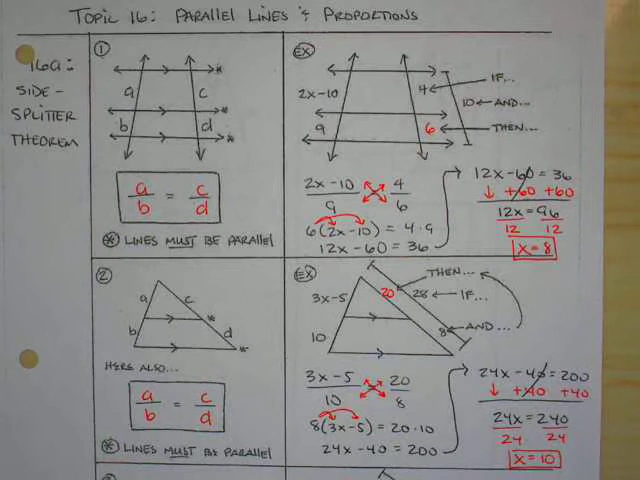 TOPIC 16: PARALLEL LINES & PROPORTIONS
16a:
SIDE-
SPLITTER
THEOREM
1
a c
b d
* * *
a/b = c/d
* LINES MUST BE PARALLEL
EX
2x-10 4 ← IF...
10 ← AND...
9 6 ← THEN...
(2x-10)/9 4/6
6(2x-10) = 4·9
12x-60 = 36
12x-60 = 36
+60 +60
12x = 96
12 12
x = 8
2
a c
b d
* *
HERE ALSO...
a/b = c/d
* LINES MUST BE PARALLEL
EX
THEN...
3x-5 20 28 ← IF...
10 8 ← AND...
(3x-5)/10 20/8
8(3x-5) = 20·10
24x-40 = 200
24x-40 = 200
+40 +40
24x = 240
24 24
x = 10